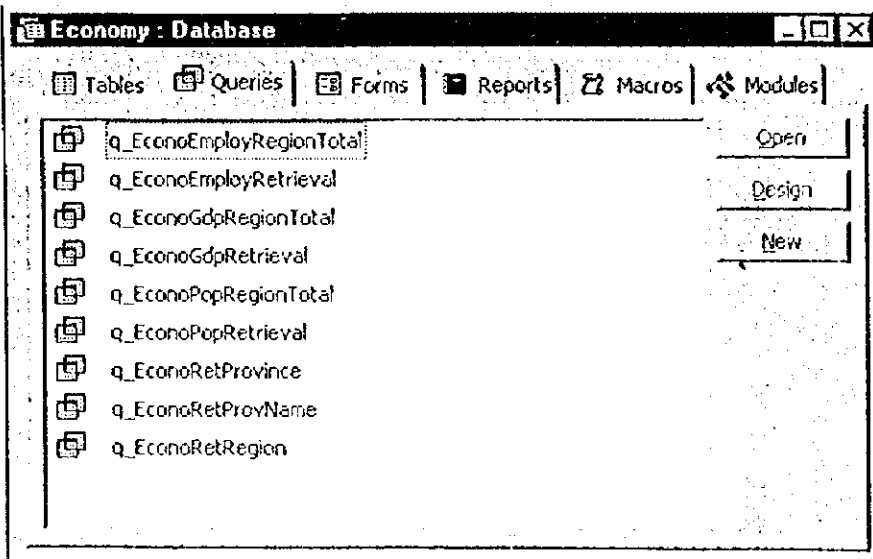 Economy : Database
Tables Queries Forms Reports Macros Modules
q_EconoEmployRegionTotal
q_EconoEmployRetrieval
q_EconoGdpRegionTotal
q_EconoGdpRetrieval
q_EconoPopRegionTotal
q_EconoPopRetrieval
q_EconoRetProvince
q_EconoRetProvName
q_EconoRetRegion
Open
Design
New